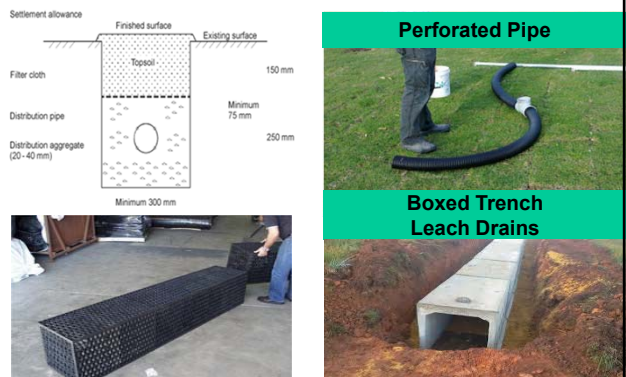 Settlement allowance
Finished surface
Existing surface
Topsoil
Filter cloth
150 mm
Distribution pipe
Minimum
75 mm
Distribution aggregate
(20 - 40 mm)
250 mm
Minimum 300 mm
Perforated Pipe
Boxed Trench
Leach Drains